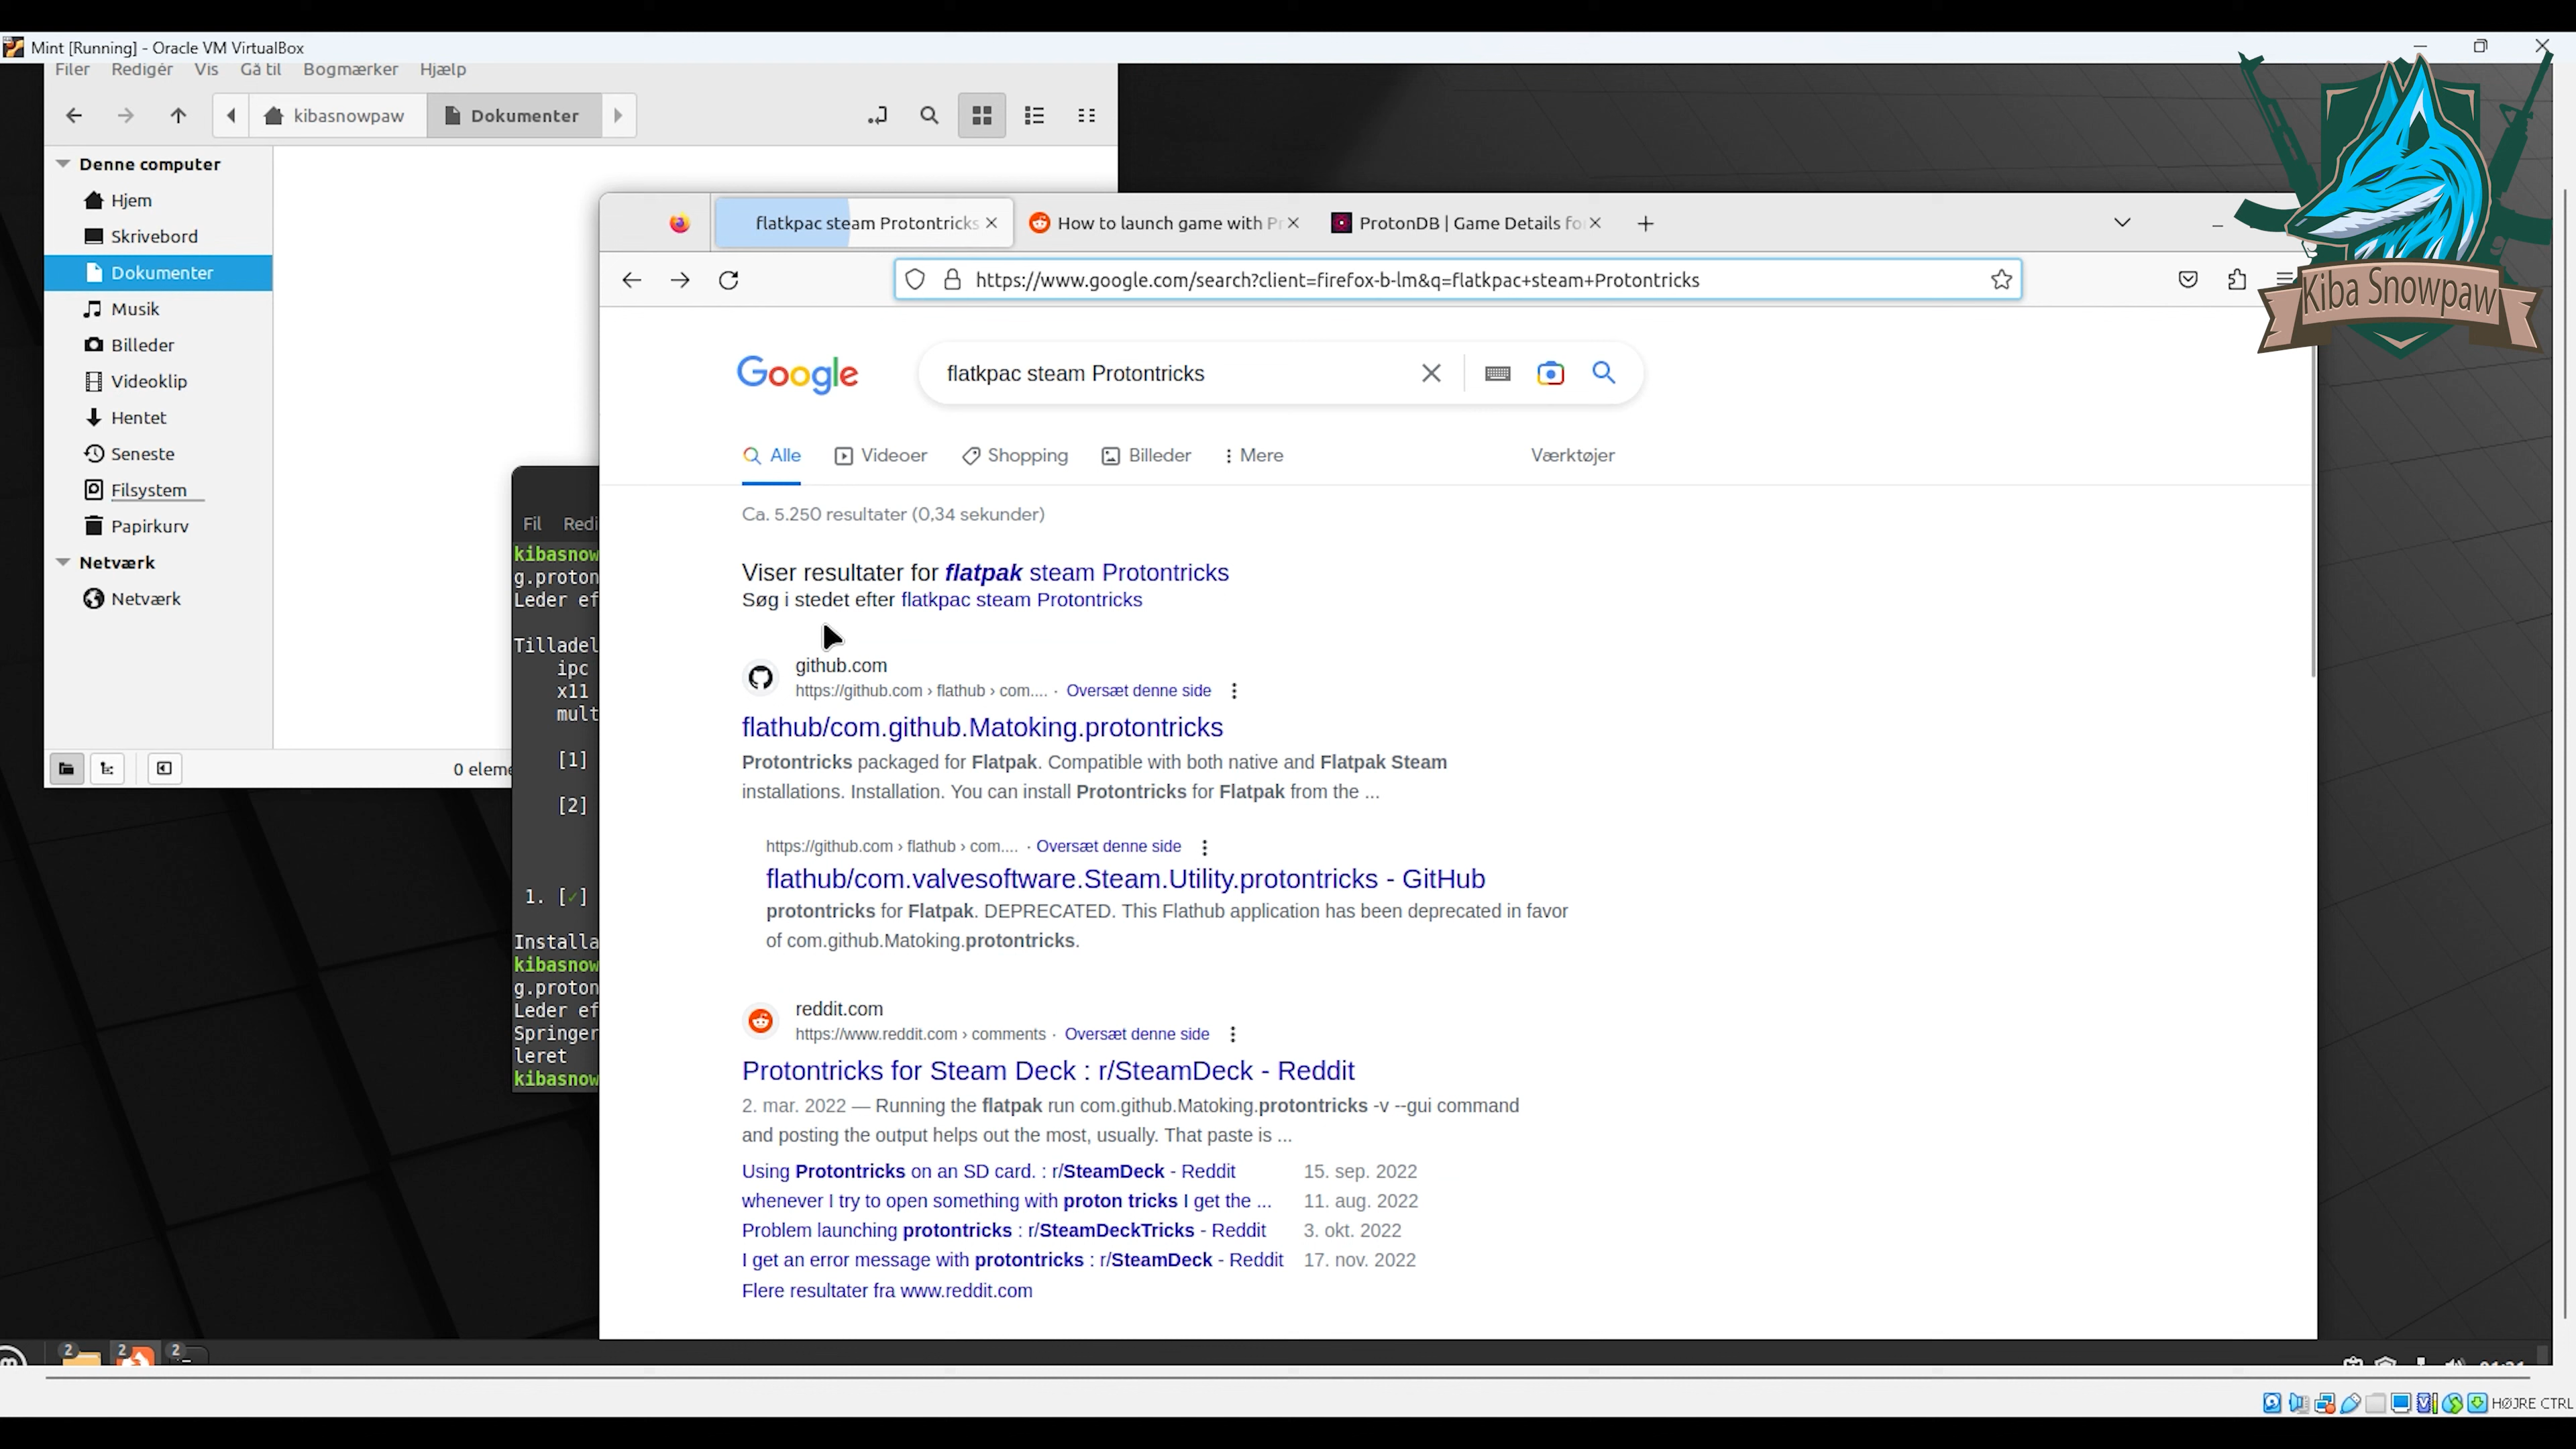 Mint [Running] - Oracle VM VirtualBox
Filer Redigér Vis Gå til Bogmærker Hjælp
kibasnowpaw Dokumenter
Denne computer
Hjem
Skrivebord
Dokumenter
Musik
Billeder
Videoklip
Hentet
Seneste
Filsystem
Papirkurv
Netværk
Netværk
0 eleme
Fil Redi
kibasnow
g.proton
Leder ef
Tilladel
ipc
x11
mult
[1]
[2]
1. [✓]
Installa
kibasnow
g.proton
Leder ef
Springer
leret
kibasnow
flatkpac steam Protontricks
How to launch game with Pr
ProtonDB | Game Details fo
https://www.google.com/search?client=firefox-b-lm&q=flatkpac+steam+Protontricks
Kiba Snowpaw
Google
flatkpac steam Protontricks
Alle Videoer Shopping Billeder Mere Værktøjer
Ca. 5.250 resultater (0,34 sekunder)
Viser resultater for flatpak steam Protontricks
Søg i stedet efter flatkpac steam Protontricks
github.com
https://github.com › flathub › com.... · Oversæt denne side
flathub/com.github.Matoking.protontricks
Protontricks packaged for Flatpak. Compatible with both native and Flatpak Steam
installations. Installation. You can install Protontricks for Flatpak from the ...
https://github.com › flathub › com.... · Oversæt denne side
flathub/com.valvesoftware.Steam.Utility.protontricks - GitHub
protontricks for Flatpak. DEPRECATED. This Flathub application has been deprecated in favor
of com.github.Matoking.protontricks.
reddit.com
https://www.reddit.com › comments · Oversæt denne side
Protontricks for Steam Deck : r/SteamDeck - Reddit
2. mar. 2022 — Running the flatpak run com.github.Matoking.protontricks -v --gui command
and posting the output helps out the most, usually. That paste is ...
Using Protontricks on an SD card. : r/SteamDeck - Reddit 15. sep. 2022
whenever I try to open something with proton tricks I get the ... 11. aug. 2022
Problem launching protontricks : r/SteamDeckTricks - Reddit 3. okt. 2022
I get an error message with protontricks : r/SteamDeck - Reddit 17. nov. 2022
Flere resultater fra www.reddit.com
2 2 2
HØJRE CTRL